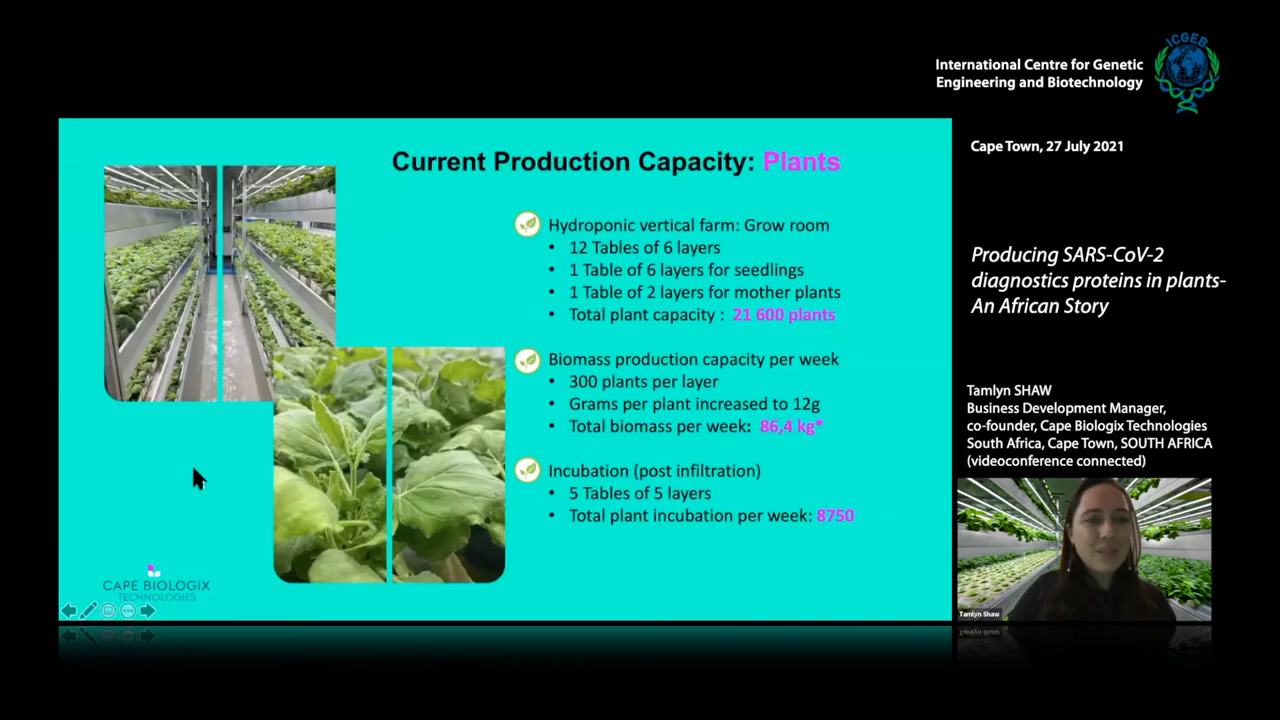 ICGEB
International Centre for Genetic
Engineering and Biotechnology
Cape Town, 27 July 2021
Current Production Capacity: Plants
Hydroponic vertical farm: Grow room
• 12 Tables of 6 layers
• 1 Table of 6 layers for seedlings
• 1 Table of 2 layers for mother plants
• Total plant capacity : 21 600 plants
Biomass production capacity per week
• 300 plants per layer
• Grams per plant increased to 12g
• Total biomass per week: 86,4 kg*
Incubation (post infiltration)
• 5 Tables of 5 layers
• Total plant incubation per week: 8750
CAPE BIOLOGIX
TECHNOLOGIES
Producing SARS-CoV-2
diagnostics proteins in plants-
An African Story
Tamlyn SHAW
Business Development Manager,
co-founder, Cape Biologix Technologies
South Africa, Cape Town, SOUTH AFRICA
(videoconference connected)
Tamlyn Shaw